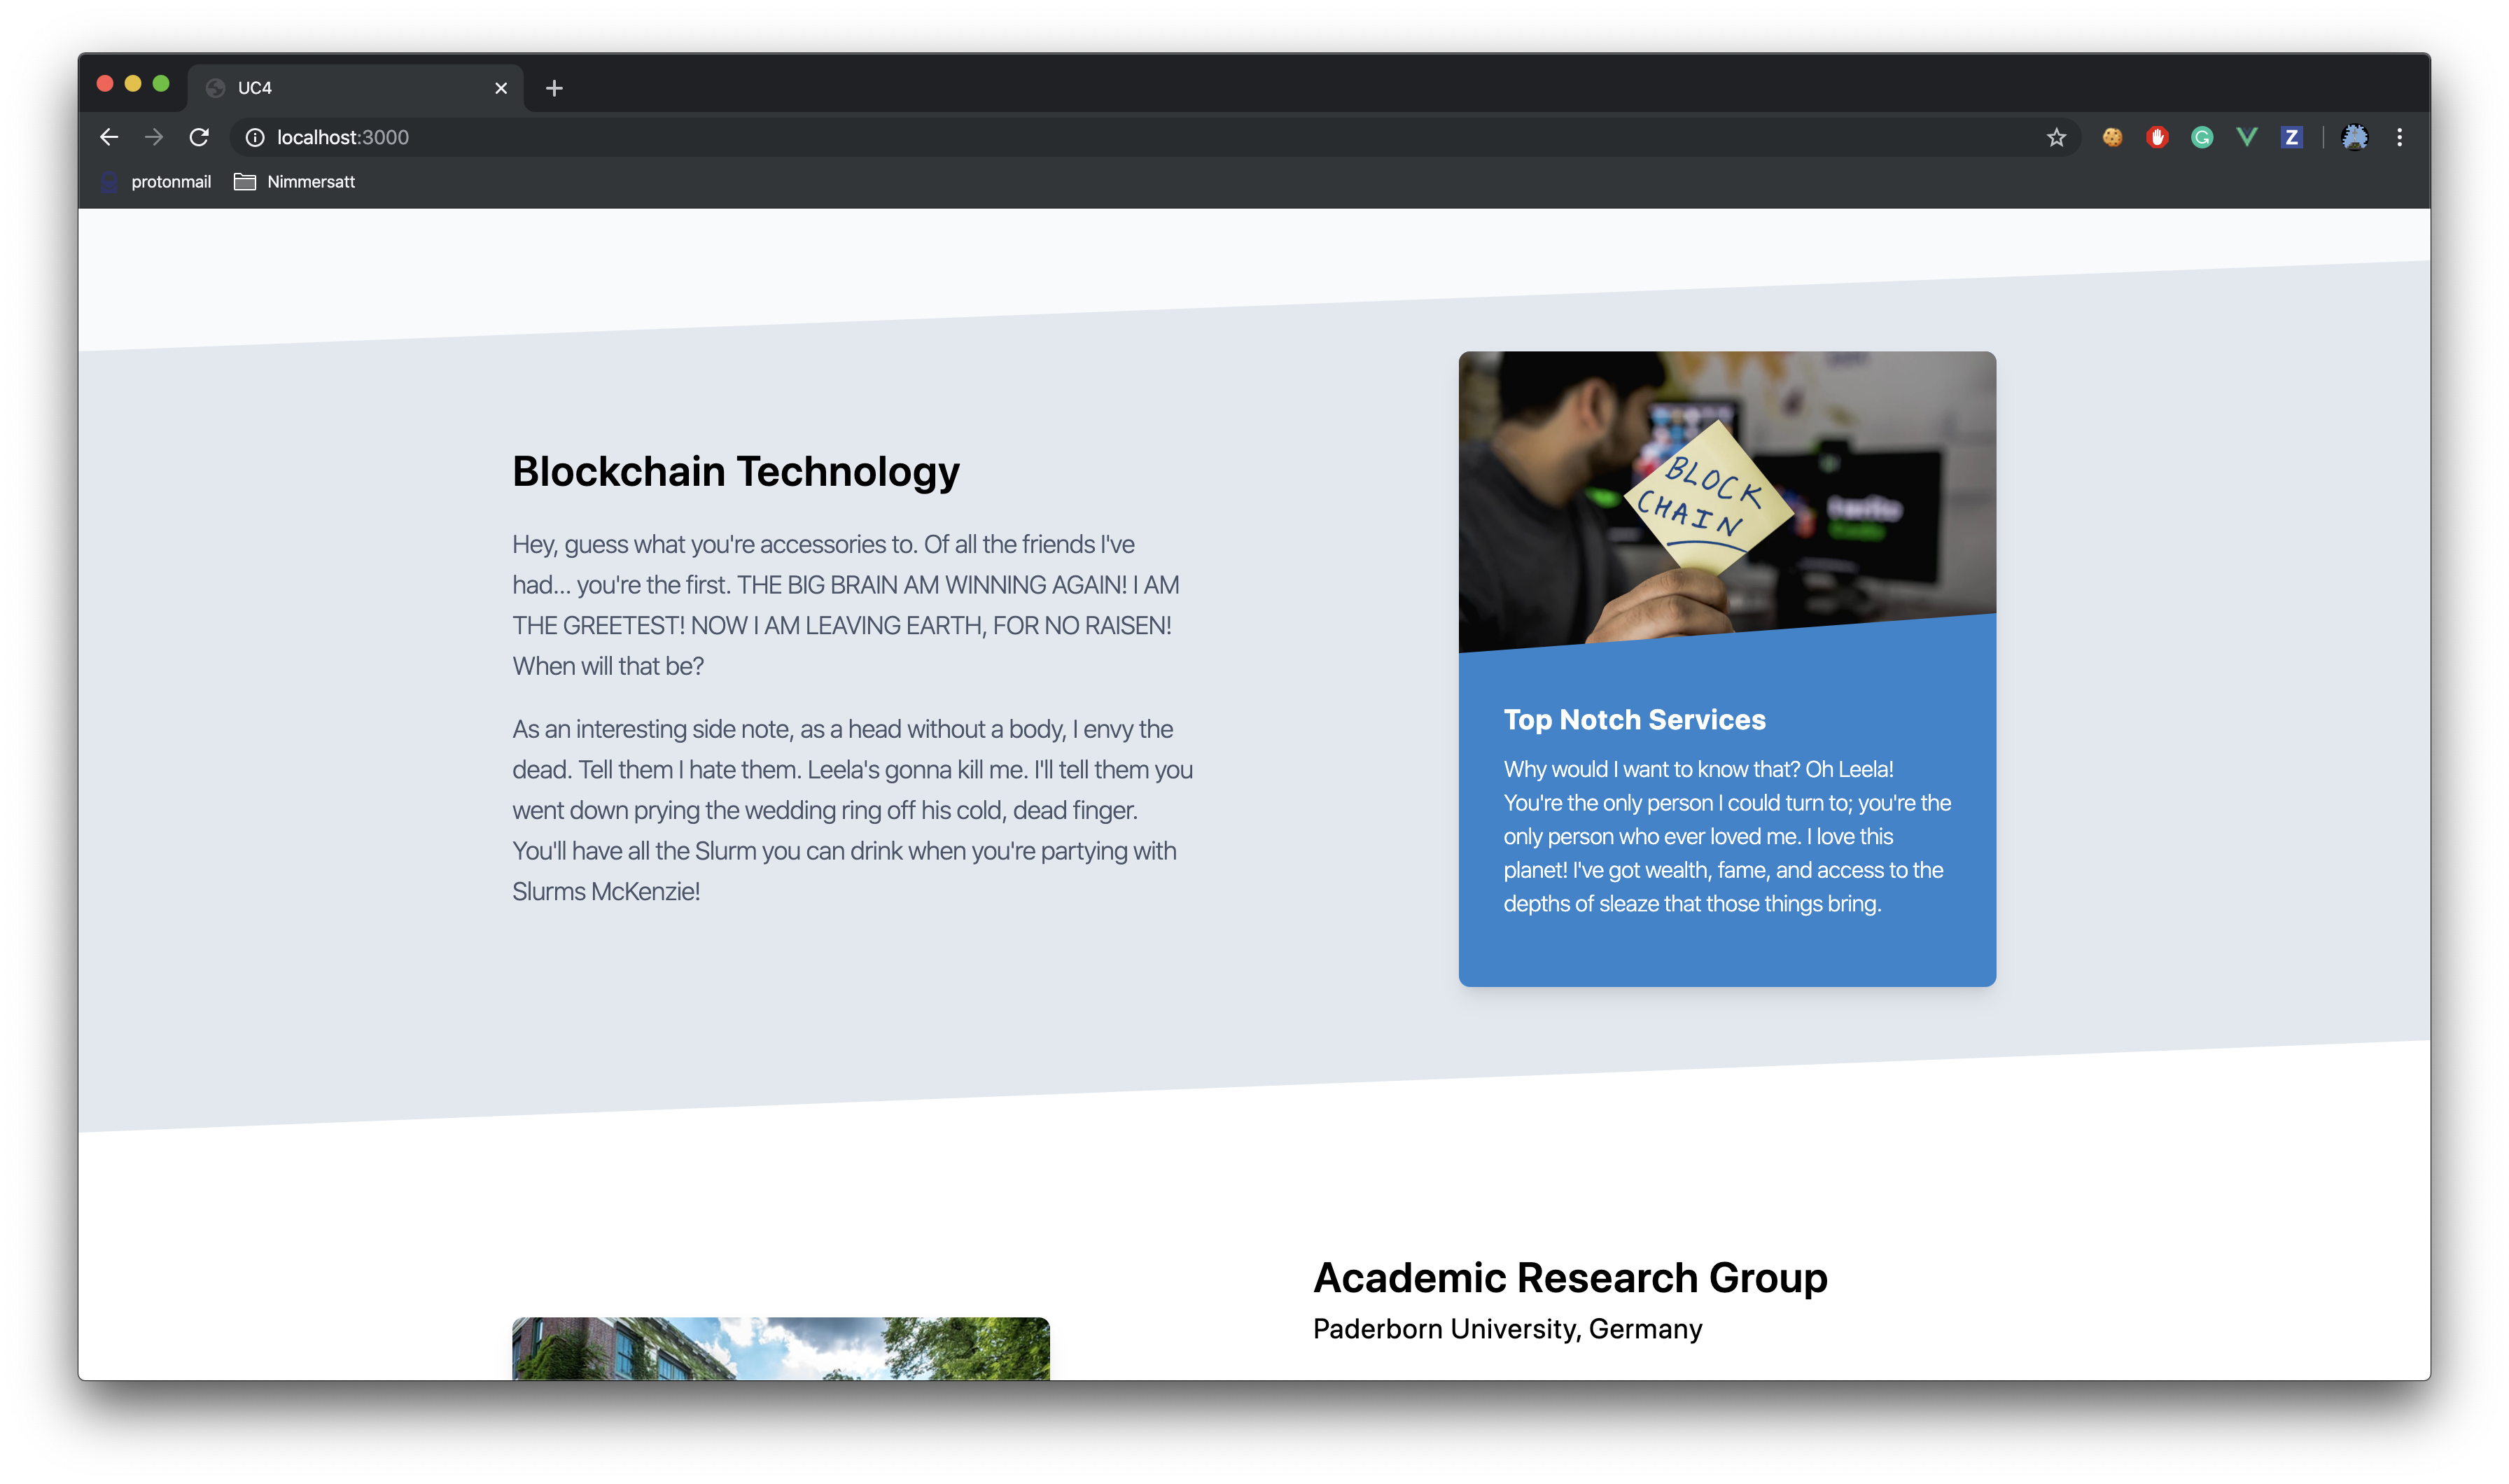 UC4
localhost:3000
protonmail
Nimmersatt
Blockchain Technology
Hey, guess what you're accessories to. Of all the friends I've
had... you're the first. THE BIG BRAIN AM WINNING AGAIN! I AM
THE GREETEST! NOW I AM LEAVING EARTH, FOR NO RAISEN!
When will that be?
As an interesting side note, as a head without a body, I envy the
dead. Tell them I hate them. Leela's gonna kill me. I'll tell them you
went down prying the wedding ring off his cold, dead finger.
You'll have all the Slurm you can drink when you're partying with
Slurms McKenzie!
BLOCK
CHAIN
Top Notch Services
Why would I want to know that? Oh Leela!
You're the only person I could turn to; you're the
only person who ever loved me. I love this
planet! I've got wealth, fame, and access to the
depths of sleaze that those things bring.
Academic Research Group
Paderborn University, Germany